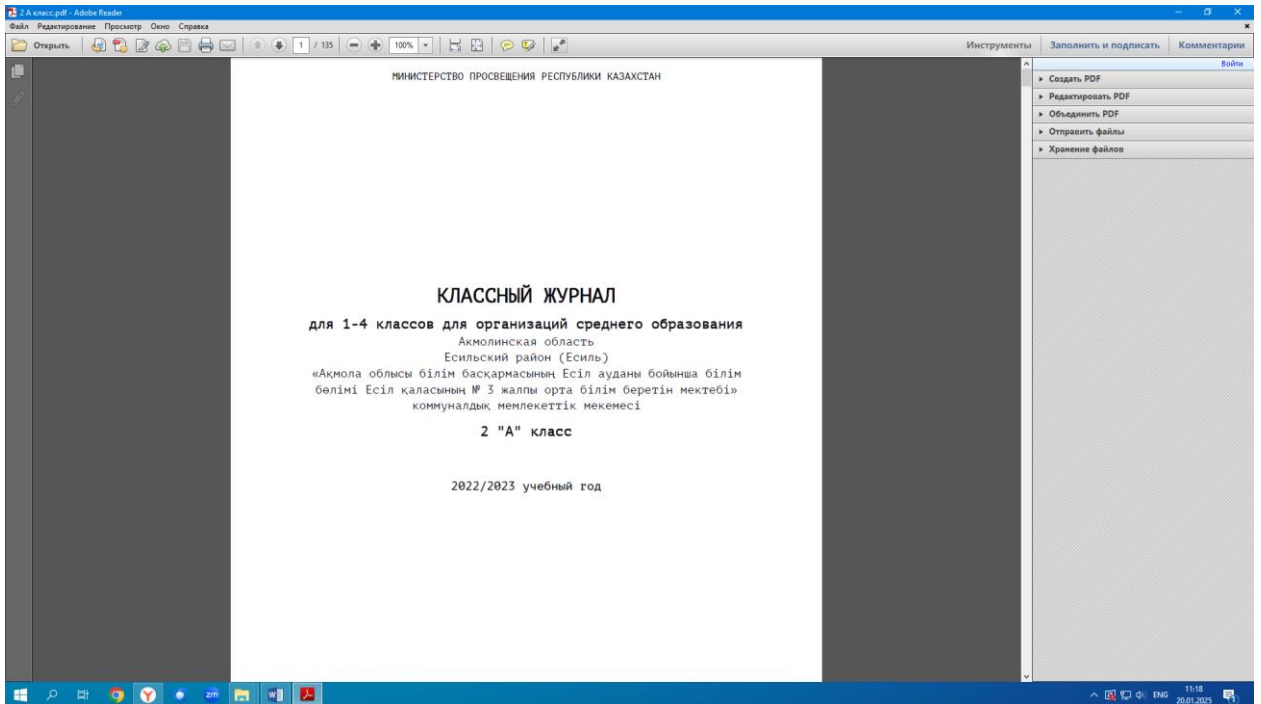 2 А класс.pdf - Adobe Reader
Файл Редактирование Просмотр Окно Справка
Открыть 1 / 135 100% Инструменты Заполнить и подписать Комментарии
Войти
Создать PDF
Редактировать PDF
Объединить PDF
Отправить файлы
Хранение файлов
МИНИСТЕРСТВО ПРОСВЕЩЕНИЯ РЕСПУБЛИКИ КАЗАХСТАН
КЛАССНЫЙ ЖУРНАЛ
для 1-4 классов для организаций среднего образования
Акмолинская область
Есильский район (Есиль)
«Ақмола облысы білім басқармасының Есіл ауданы бойынша білім
бөлімі Есіл қаласының № 3 жалпы орта білім беретін мектебі»
коммуналдық мемлекеттік мекемесі
2 "А" класс
2022/2023 учебный год
zm
ENG
11:18
20.01.2025